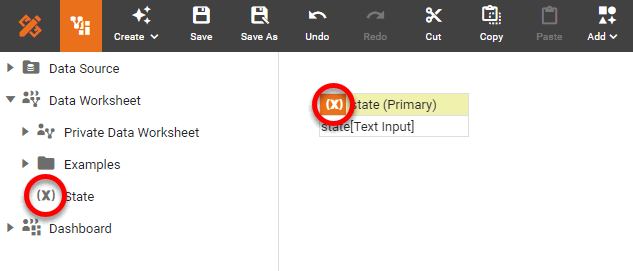 Create
Save
Save As
Undo
Redo
Cut
Copy
Paste
Add
Data Source
Data Worksheet
Private Data Worksheet
Examples
(X) State
Dashboard
(X) state (Primary)
state[Text Input]